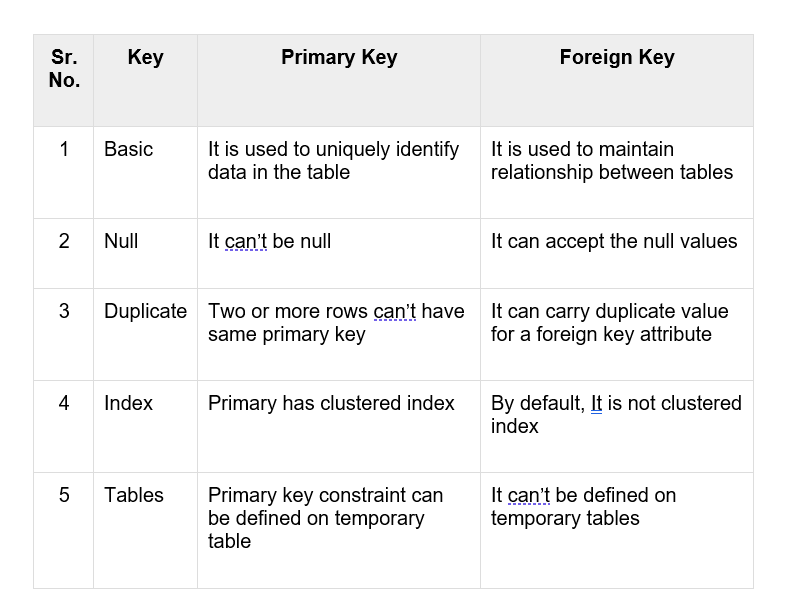 Sr. No. Key Primary Key Foreign Key
1 Basic It is used to uniquely identify data in the table It is used to maintain relationship between tables
2 Null It can’t be null It can accept the null values
3 Duplicate Two or more rows can’t have same primary key It can carry duplicate value for a foreign key attribute
4 Index Primary has clustered index By default, It is not clustered index
5 Tables Primary key constraint can be defined on temporary table It can’t be defined on temporary tables